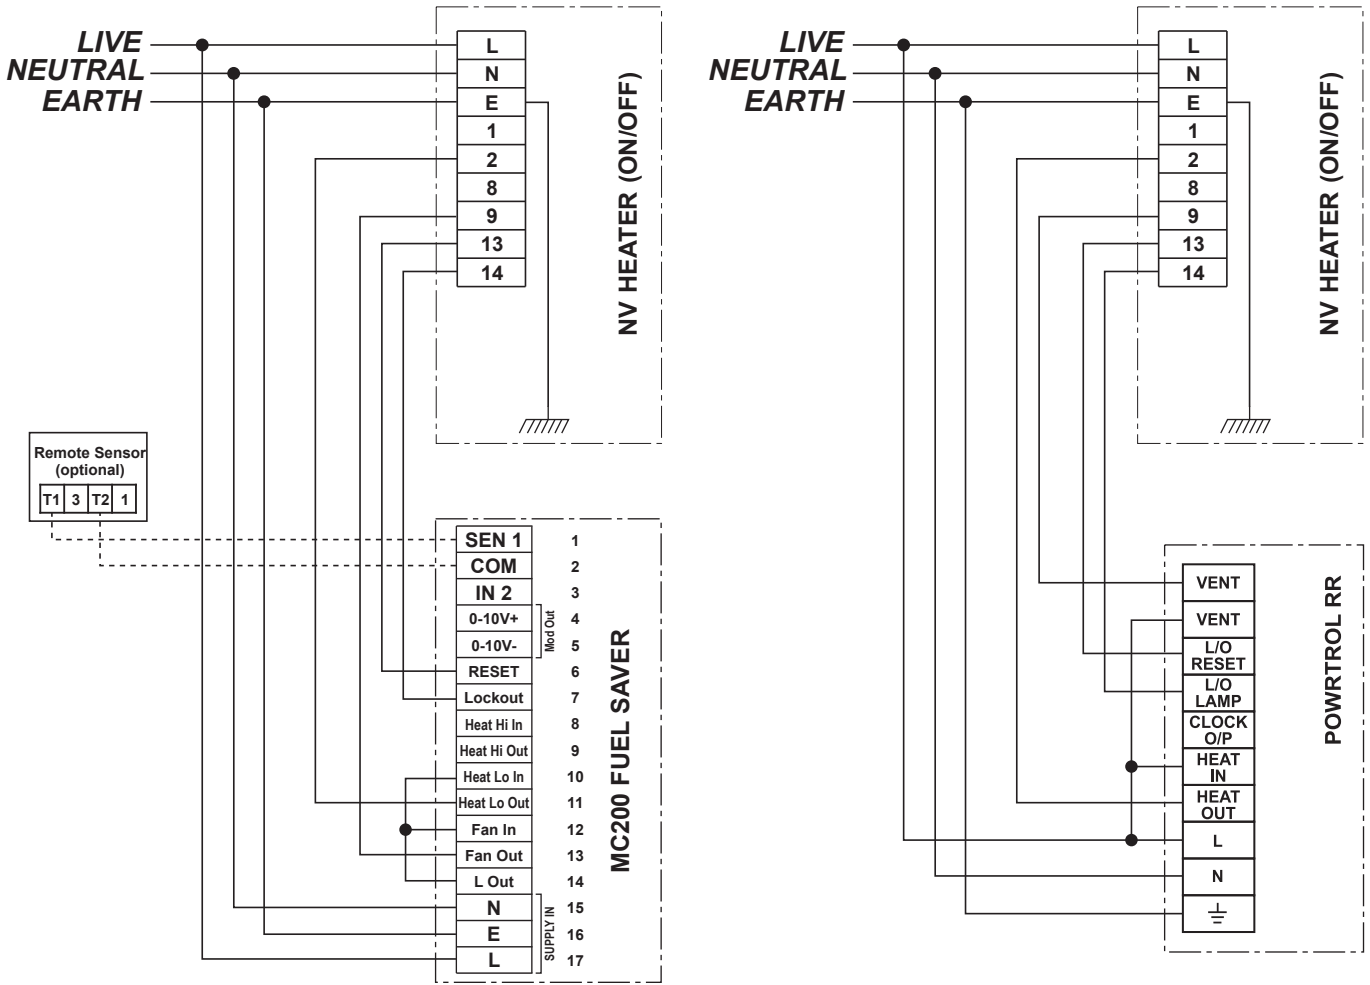 LIVE
NEUTRAL
EARTH
L
N
E
1
2
8
9
13
14
NV HEATER (ON/OFF)
Remote Sensor
(optional)
T1 3 T2 1
SEN 1 1
COM 2
IN 2 3
0-10V+ 4
0-10V- 5
Mod Out
RESET 6
Lockout 7
Heat Hi In 8
Heat Hi Out 9
Heat Lo In 10
Heat Lo Out 11
Fan In 12
Fan Out 13
L Out 14
N 15
E 16
L 17
SUPPLY IN
MC200 FUEL SAVER
LIVE
NEUTRAL
EARTH
L
N
E
1
2
8
9
13
14
NV HEATER (ON/OFF)
VENT
VENT
L/O
RESET
L/O
LAMP
CLOCK
O/P
HEAT
IN
HEAT
OUT
L
N
POWRTROL RR